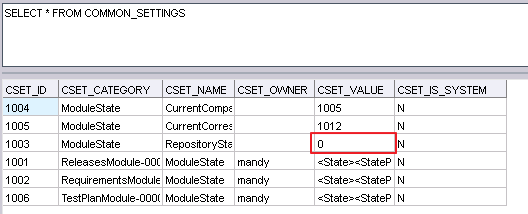 SELECT * FROM COMMON_SETTINGS
CSET_ID CSET_CATEGORY CSET_NAME CSET_OWNER CSET_VALUE CSET_IS_SYSTEM
1004 ModuleState CurrentCompa 1005 N
1005 ModuleState CurrentCorres 1012 N
1003 ModuleState RepositorySta 0 N
1001 ReleasesModule-000 ModuleState mandy <State><StateP N
1002 RequirementsModule ModuleState mandy <State><StateP N
1006 TestPlanModule-0000 ModuleState mandy <State><StateP N